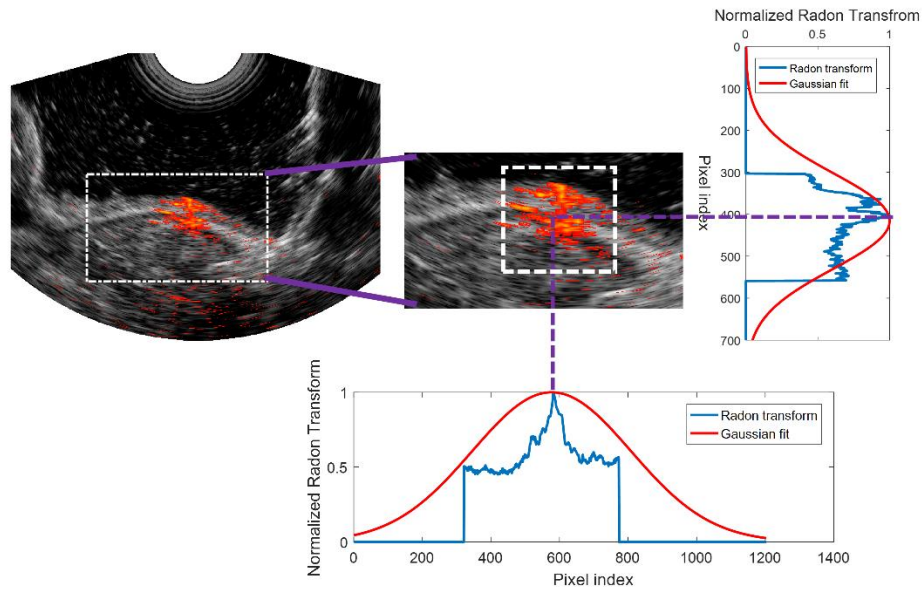 Normalized Radon Transfrom
0 0.5 1
Radon transform
Gaussian fit
0
100
200
300
400
500
600
700
Pixel index
Normalized Radon Transform
1
0.5
0
Radon transform
Gaussian fit
0 200 400 600 800 1000 1200 1400
Pixel index